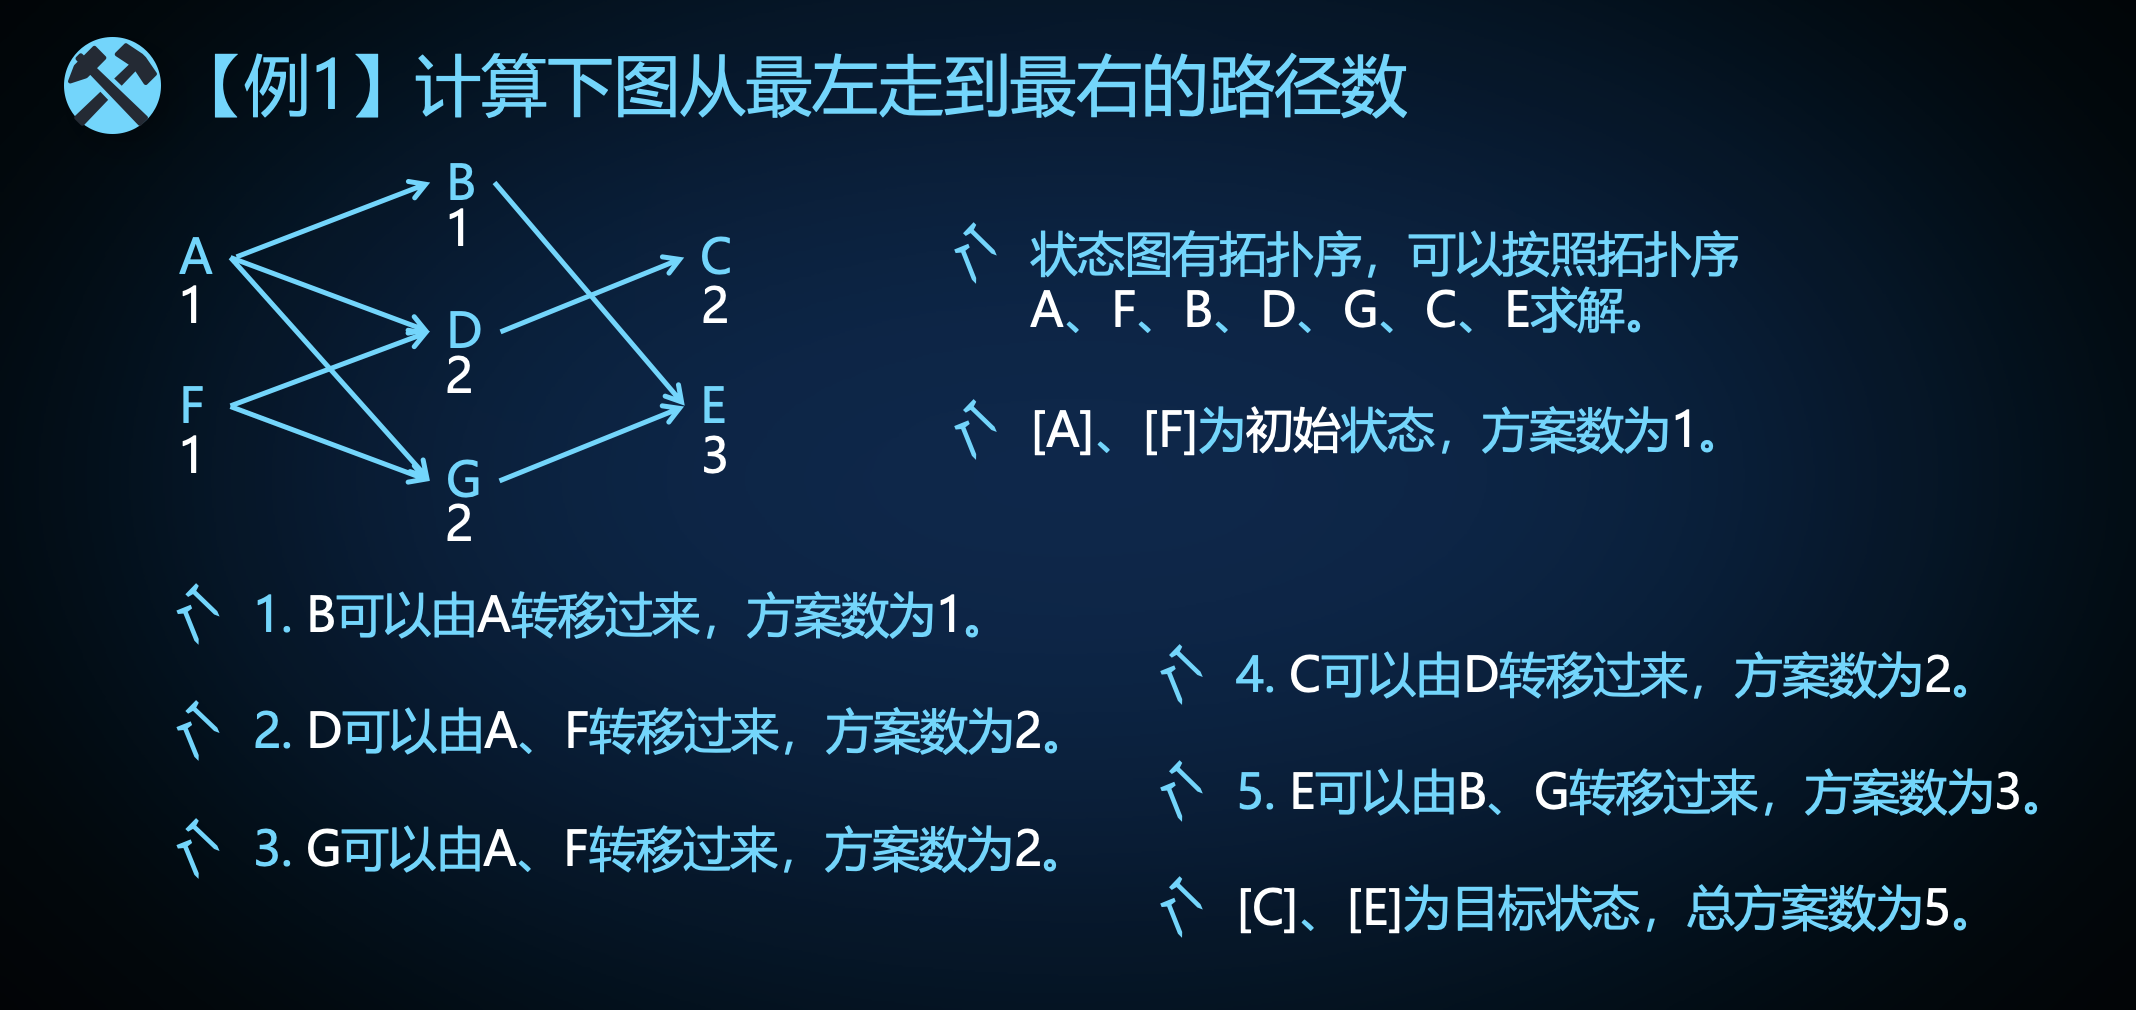 【例1】计算下图从最左走到最右的路径数
B
1
A
1
C
2
D
2
F
1
E
3
G
2
状态图有拓扑序，可以按照拓扑序
A、F、B、D、G、C、E求解。
[A]、[F]为初始状态，方案数为1。
1. B可以由A转移过来，方案数为1。
2. D可以由A、F转移过来，方案数为2。
3. G可以由A、F转移过来，方案数为2。
4. C可以由D转移过来，方案数为2。
5. E可以由B、G转移过来，方案数为3。
[C]、[E]为目标状态，总方案数为5。